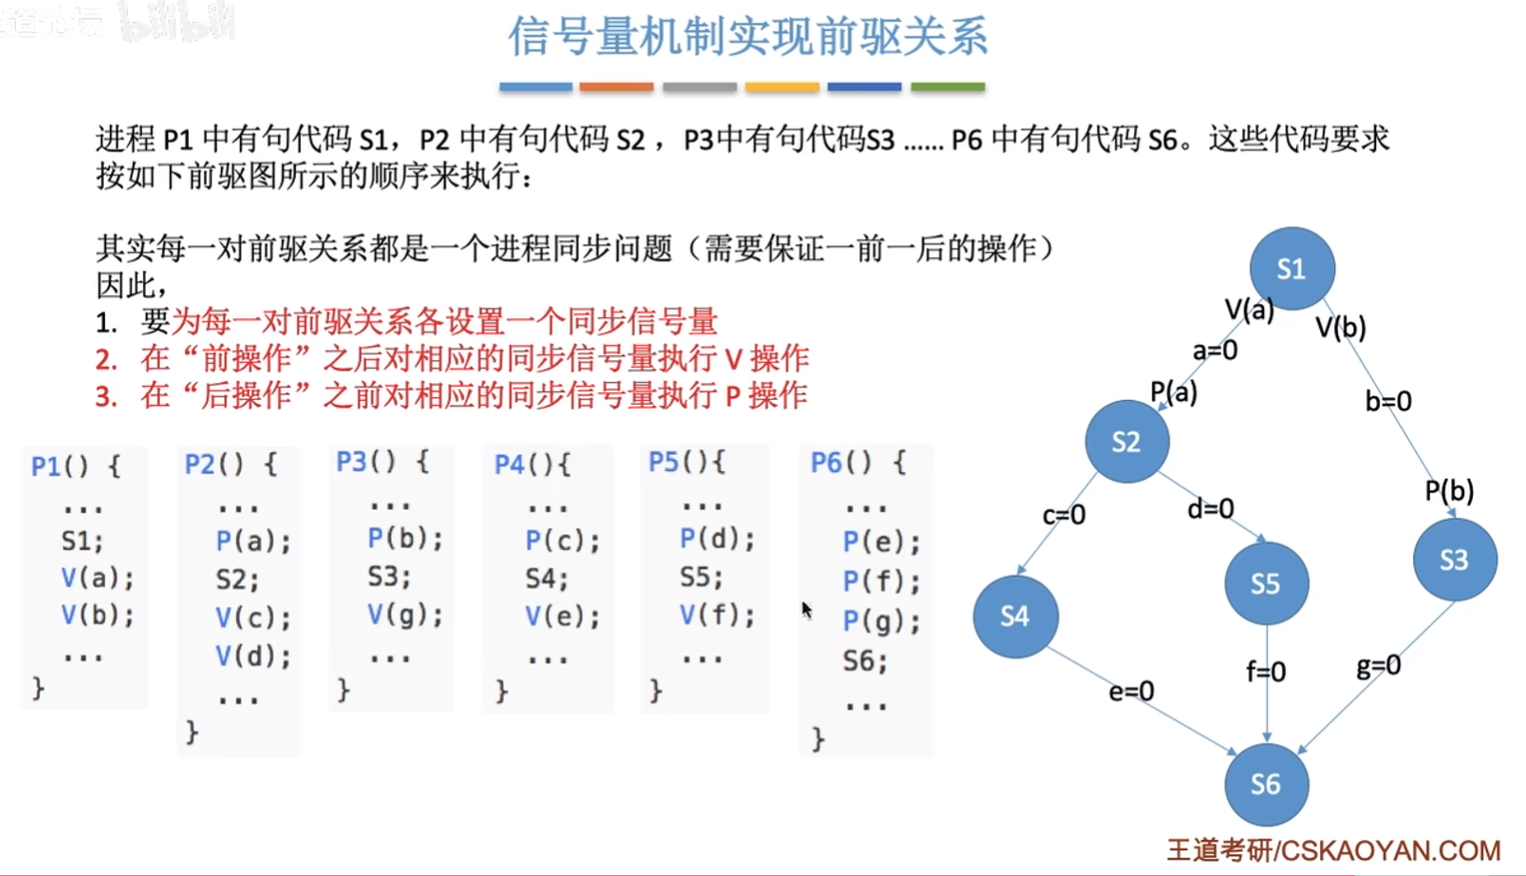 bilibili
信号量机制实现前驱关系
进程 P1 中有句代码 S1，P2 中有句代码 S2 ，P3中有句代码S3 ...... P6 中有句代码 S6。这些代码要求
按如下前驱图所示的顺序来执行：
其实每一对前驱关系都是一个进程同步问题（需要保证一前一后的操作）
因此，
1. 要为每一对前驱关系各设置一个同步信号量
2. 在“前操作”之后对相应的同步信号量执行 V 操作
3. 在“后操作”之前对相应的同步信号量执行 P 操作
P1() {
...
S1;
V(a);
V(b);
...
}
P2() {
...
P(a);
S2;
V(c);
V(d);
...
}
P3() {
...
P(b);
S3;
V(g);
...
}
P4(){
...
P(c);
S4;
V(e);
...
}
P5(){
...
P(d);
S5;
V(f);
...
}
P6() {
...
P(e);
P(f);
P(g);
S6;
...
}
S1
V(a)
V(b)
a=0
P(a)
b=0
S2
P(b)
c=0
d=0
S3
S5
S4
f=0
g=0
e=0
S6
王道考研/CSKAOYAN.COM